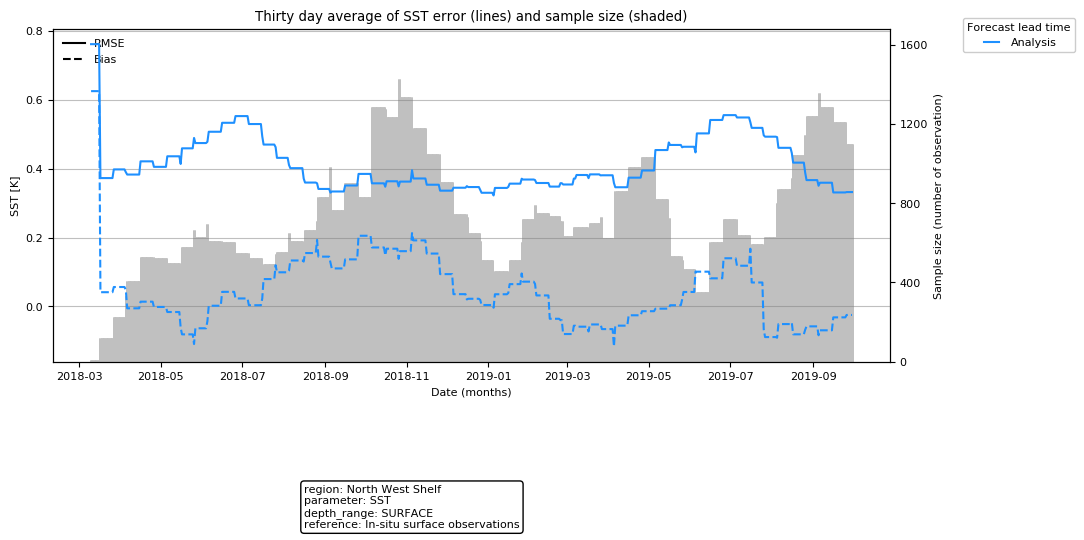 Thirty day average of SST error (lines) and sample size (shaded)
Forecast lead time
Analysis
RMSE
Bias
SST [K]
0.8
0.6
0.4
0.2
0.0
Sample size (number of observation)
1600
1200
800
400
0
2018-03 2018-05 2018-07 2018-09 2018-11 2019-01 2019-03 2019-05 2019-07 2019-09
Date (months)
region: North West Shelf
parameter: SST
depth_range: SURFACE
reference: In-situ surface observations